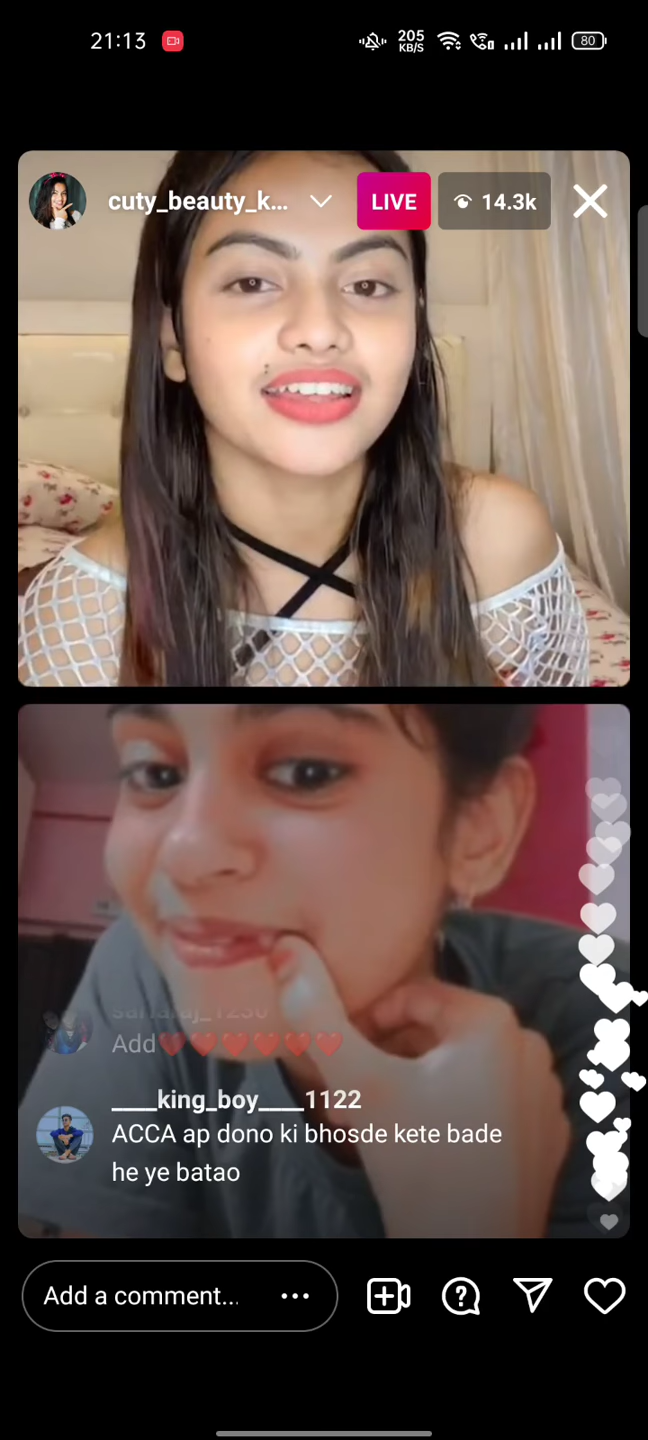 21:13
205
KB/S
80
cuty_beauty_k...
LIVE
14.3k
Add❤️❤️❤️❤️❤️❤️
____king_boy____1122
ACCA ap dono ki bhosde kete bade
he ye batao
Add a comment...